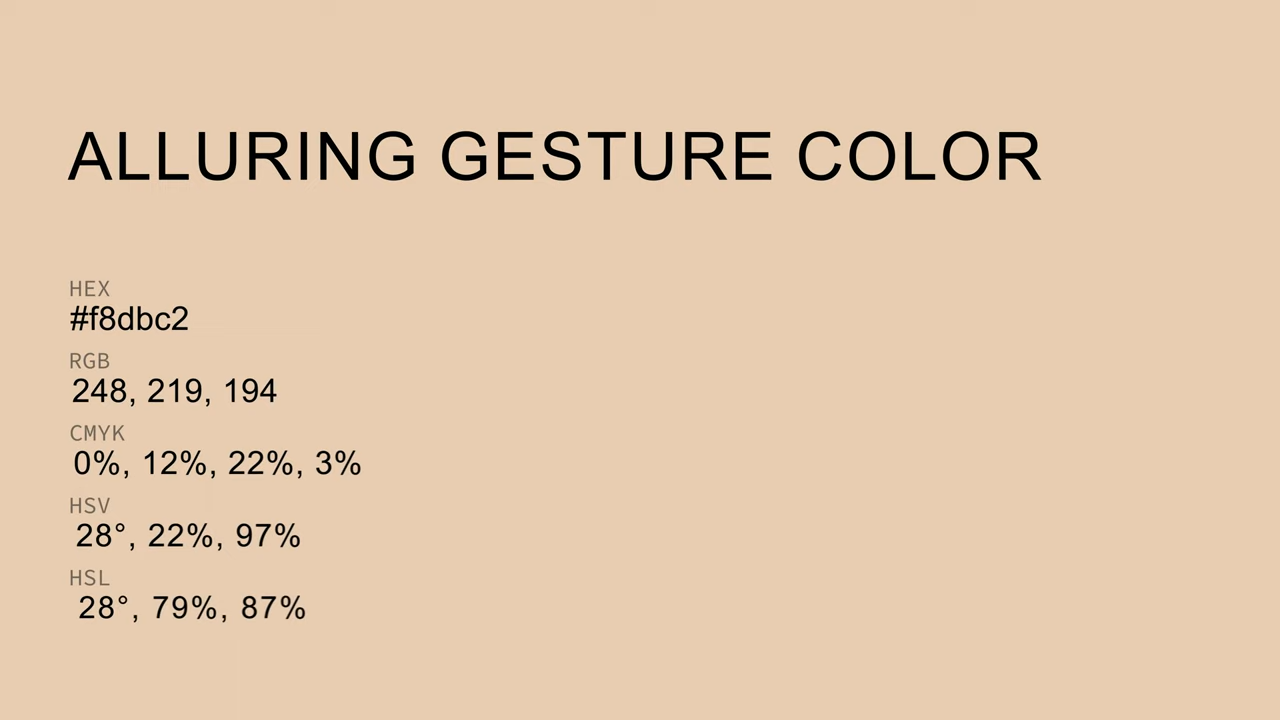 ALLURING GESTURE COLOR
HEX
#f8dbc2
RGB
248, 219, 194
CMYK
0%, 12%, 22%, 3%
HSV
28°, 22%, 97%
HSL
28°, 79%, 87%